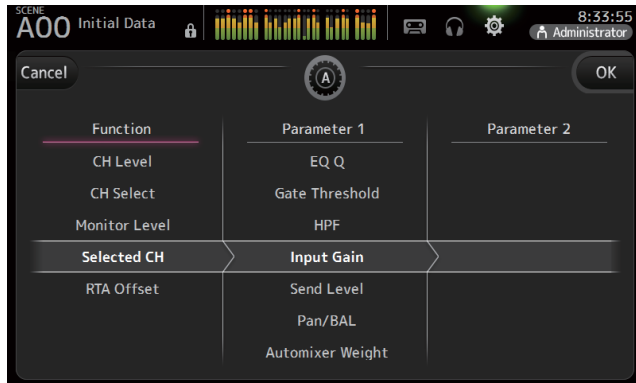 SCENE
A00 Initial Data
8:33:55
Administrator
Cancel
A
OK
Function Parameter 1 Parameter 2
CH Level EQ Q
CH Select Gate Threshold
Monitor Level HPF
Selected CH Input Gain
RTA Offset Send Level
Pan/BAL
Automixer Weight